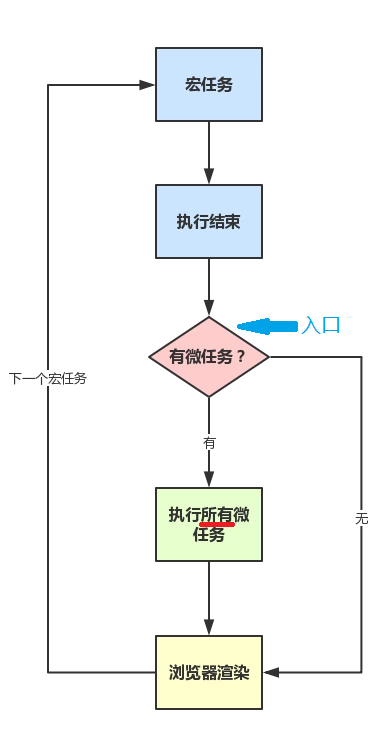 宏任务
执行结束
入口
有微任务？
下一个宏任务
有
执行所有微
任务
无
浏览器渲染